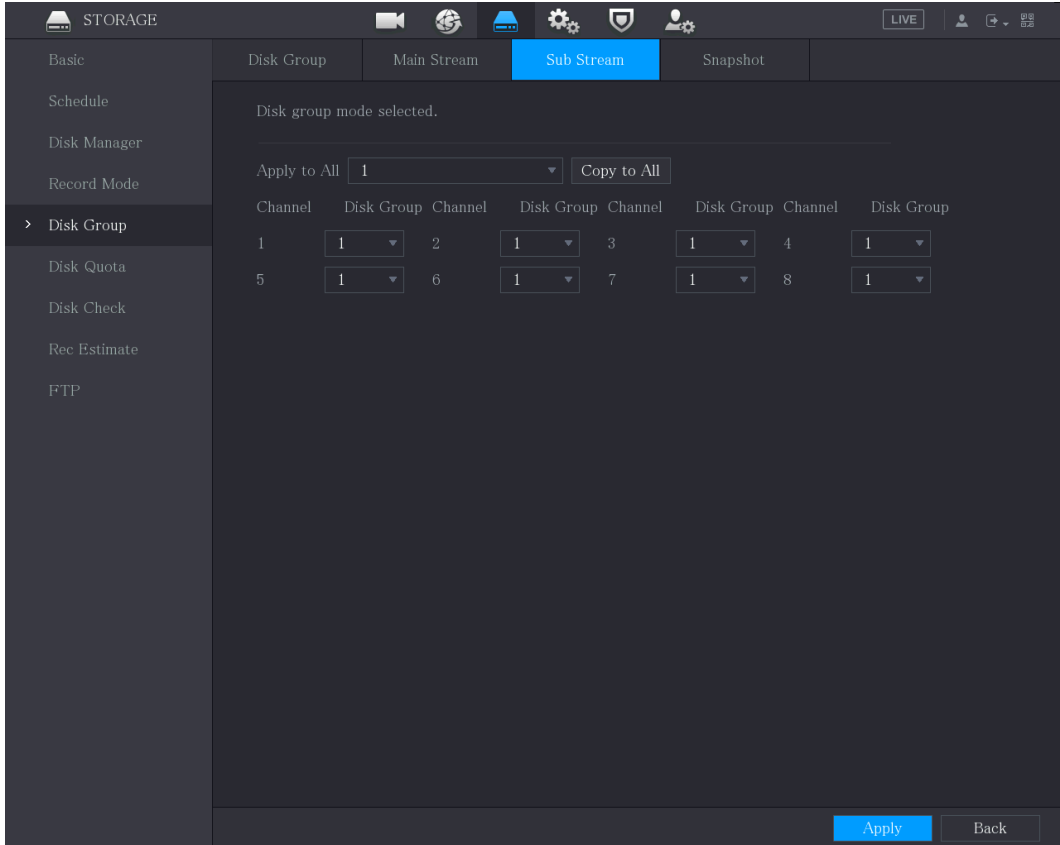 STORAGE LIVE
Basic
Schedule
Disk Manager
Record Mode
Disk Group
Disk Quota
Disk Check
Rec Estimate
FTP
Disk Group Main Stream Sub Stream Snapshot
Disk group mode selected.
Apply to All 1 Copy to All
Channel Disk Group Channel Disk Group Channel Disk Group Channel Disk Group
1 1 2 1 3 1 4 1
5 1 6 1 7 1 8 1
Apply Back